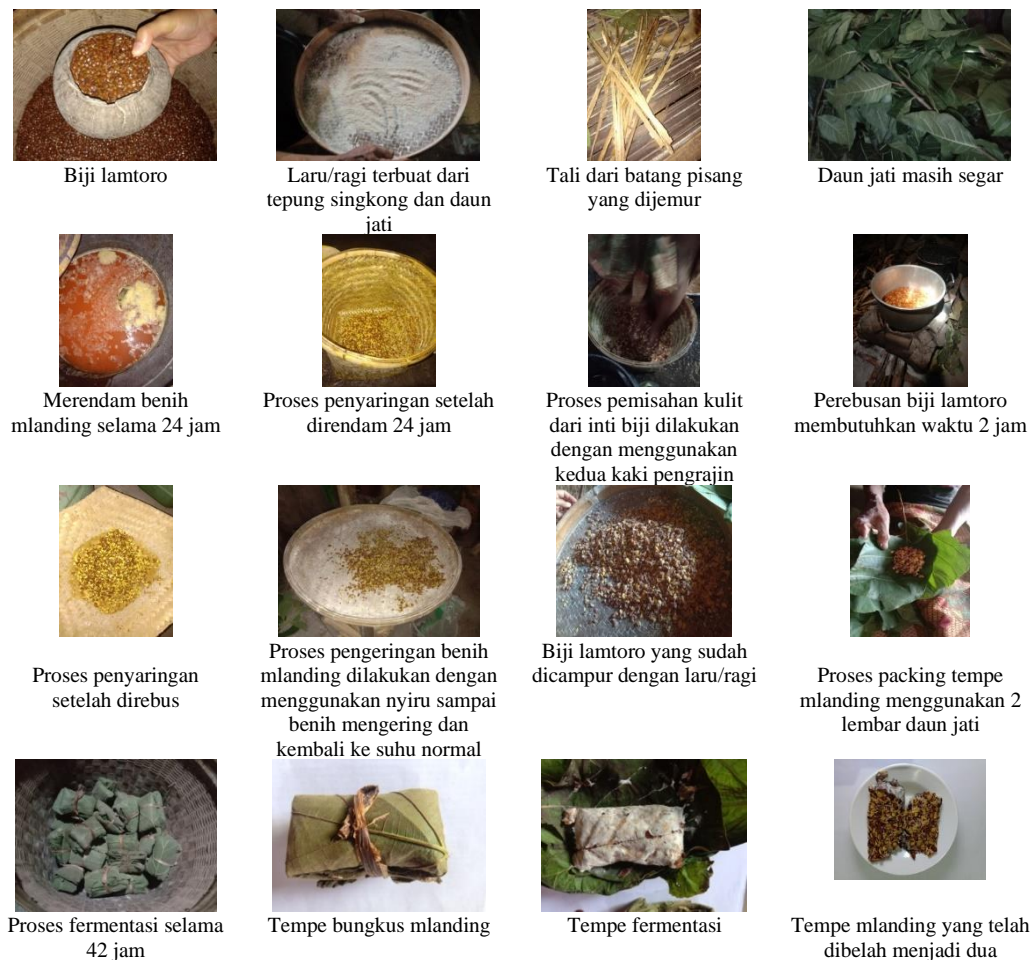 Biji lamtoro
Laru/ragi terbuat dari
tepung singkong dan daun
jati
Tali dari batang pisang
yang dijemur
Daun jati masih segar
Merendam benih
mlanding selama 24 jam
Proses penyaringan setelah
direndam 24 jam
Proses pemisahan kulit
dari inti biji dilakukan
dengan menggunakan
kedua kaki pengrajin
Perebusan biji lamtoro
membutuhkan waktu 2 jam
Proses penyaringan
setelah direbus
Proses pengeringan benih
mlanding dilakukan dengan
menggunakan nyiru sampai
benih mengering dan
kembali ke suhu normal
Biji lamtoro yang sudah
dicampur dengan laru/ragi
Proses packing tempe
mlanding menggunakan 2
lembar daun jati
Proses fermentasi selama
42 jam
Tempe bungkus mlanding
Tempe fermentasi
Tempe mlanding yang telah
dibelah menjadi dua